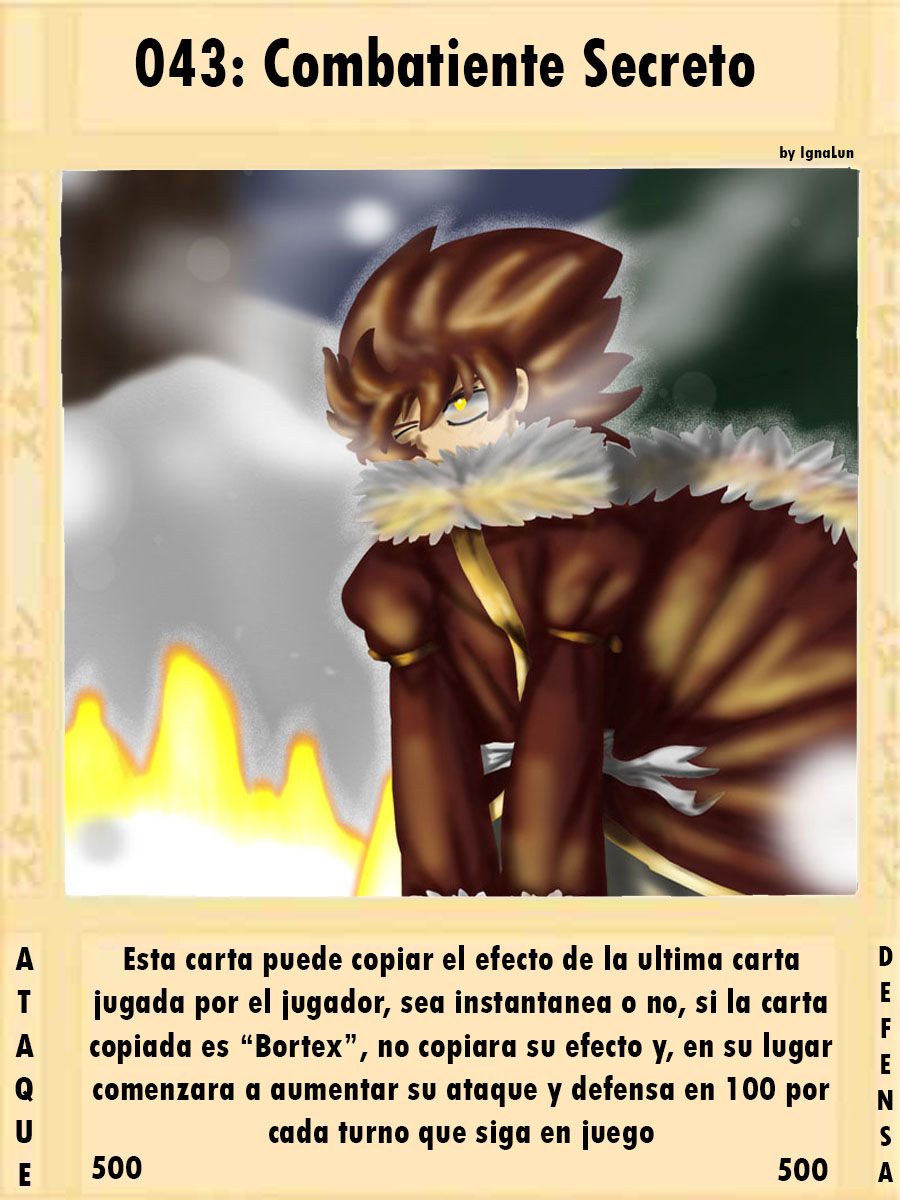 043: Combatiente Secreto
by IgnaLun
Esta carta puede copiar el efecto de la ultima carta
jugada por el jugador, sea instantanea o no, si la carta
copiada es “Bortex”, no copiara su efecto y, en su lugar
comenzara a aumentar su ataque y defensa en 100 por
cada turno que siga en juego
ATAQUE
500
500
DEFENSA